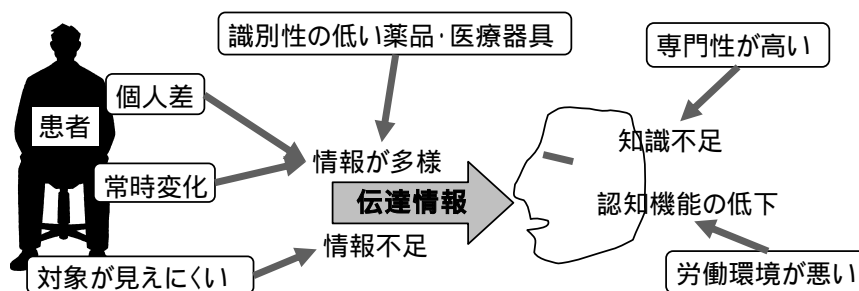 識別性の低い薬品・医療器具
専門性が高い
個人差
患者
知識不足
情報が多様
常時変化
伝達情報
認知機能の低下
情報不足
対象が見えにくい
労働環境が悪い